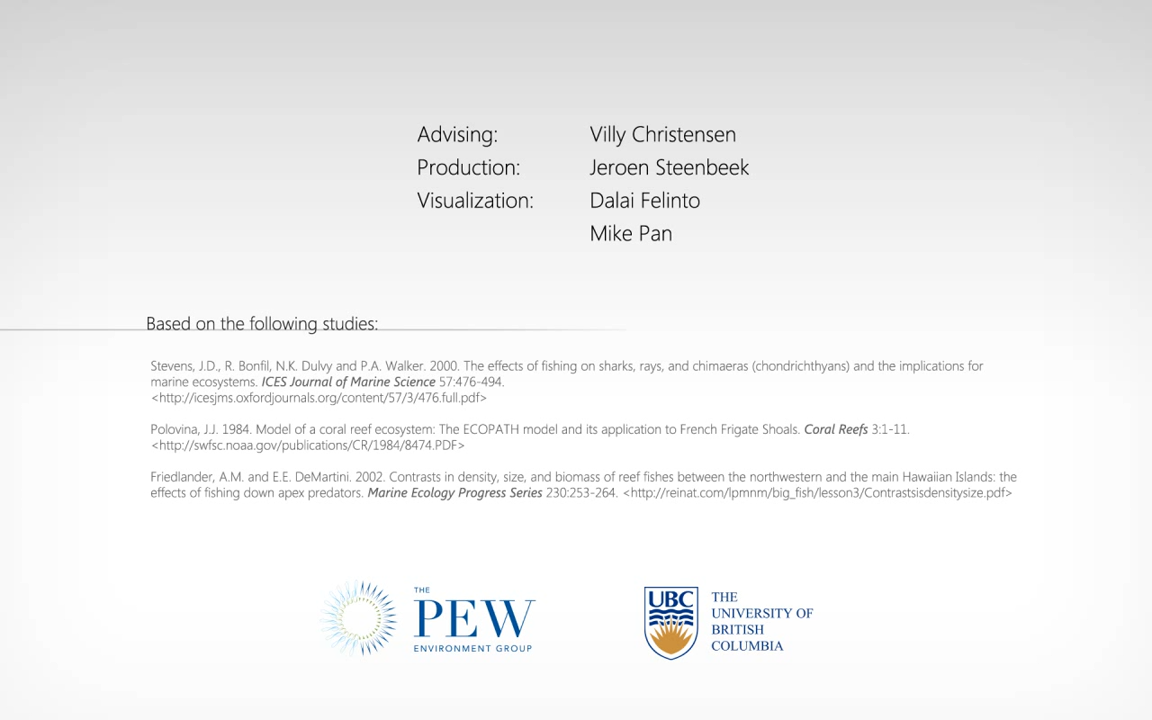 Advising: Villy Christensen
Production: Jeroen Steenbeek
Visualization: Dalai Felinto
Mike Pan
Based on the following studies:
Stevens, J.D., R. Bonfil, N.K. Dulvy and P.A. Walker. 2000. The effects of fishing on sharks, rays, and chimaeras (chondrichthyans) and the implications for
marine ecosystems. ICES Journal of Marine Science 57:476-494.
<http://icesjms.oxfordjournals.org/content/57/3/476.full.pdf>
Polovina, J.J. 1984. Model of a coral reef ecosystem: The ECOPATH model and its application to French Frigate Shoals. Coral Reefs 3:1-11.
<http://swfsc.noaa.gov/publications/CR/1984/8474.PDF>
Friedlander, A.M. and E.E. DeMartini. 2002. Contrasts in density, size, and biomass of reef fishes between the northwestern and the main Hawaiian Islands: the
effects of fishing down apex predators. Marine Ecology Progress Series 230:253-264. <http://reinat.com/lpmnm/big_fish/lesson3/Contrastsisdensitysize.pdf>
THE
PEW
ENVIRONMENT GROUP
UBC
THE
UNIVERSITY OF
BRITISH
COLUMBIA